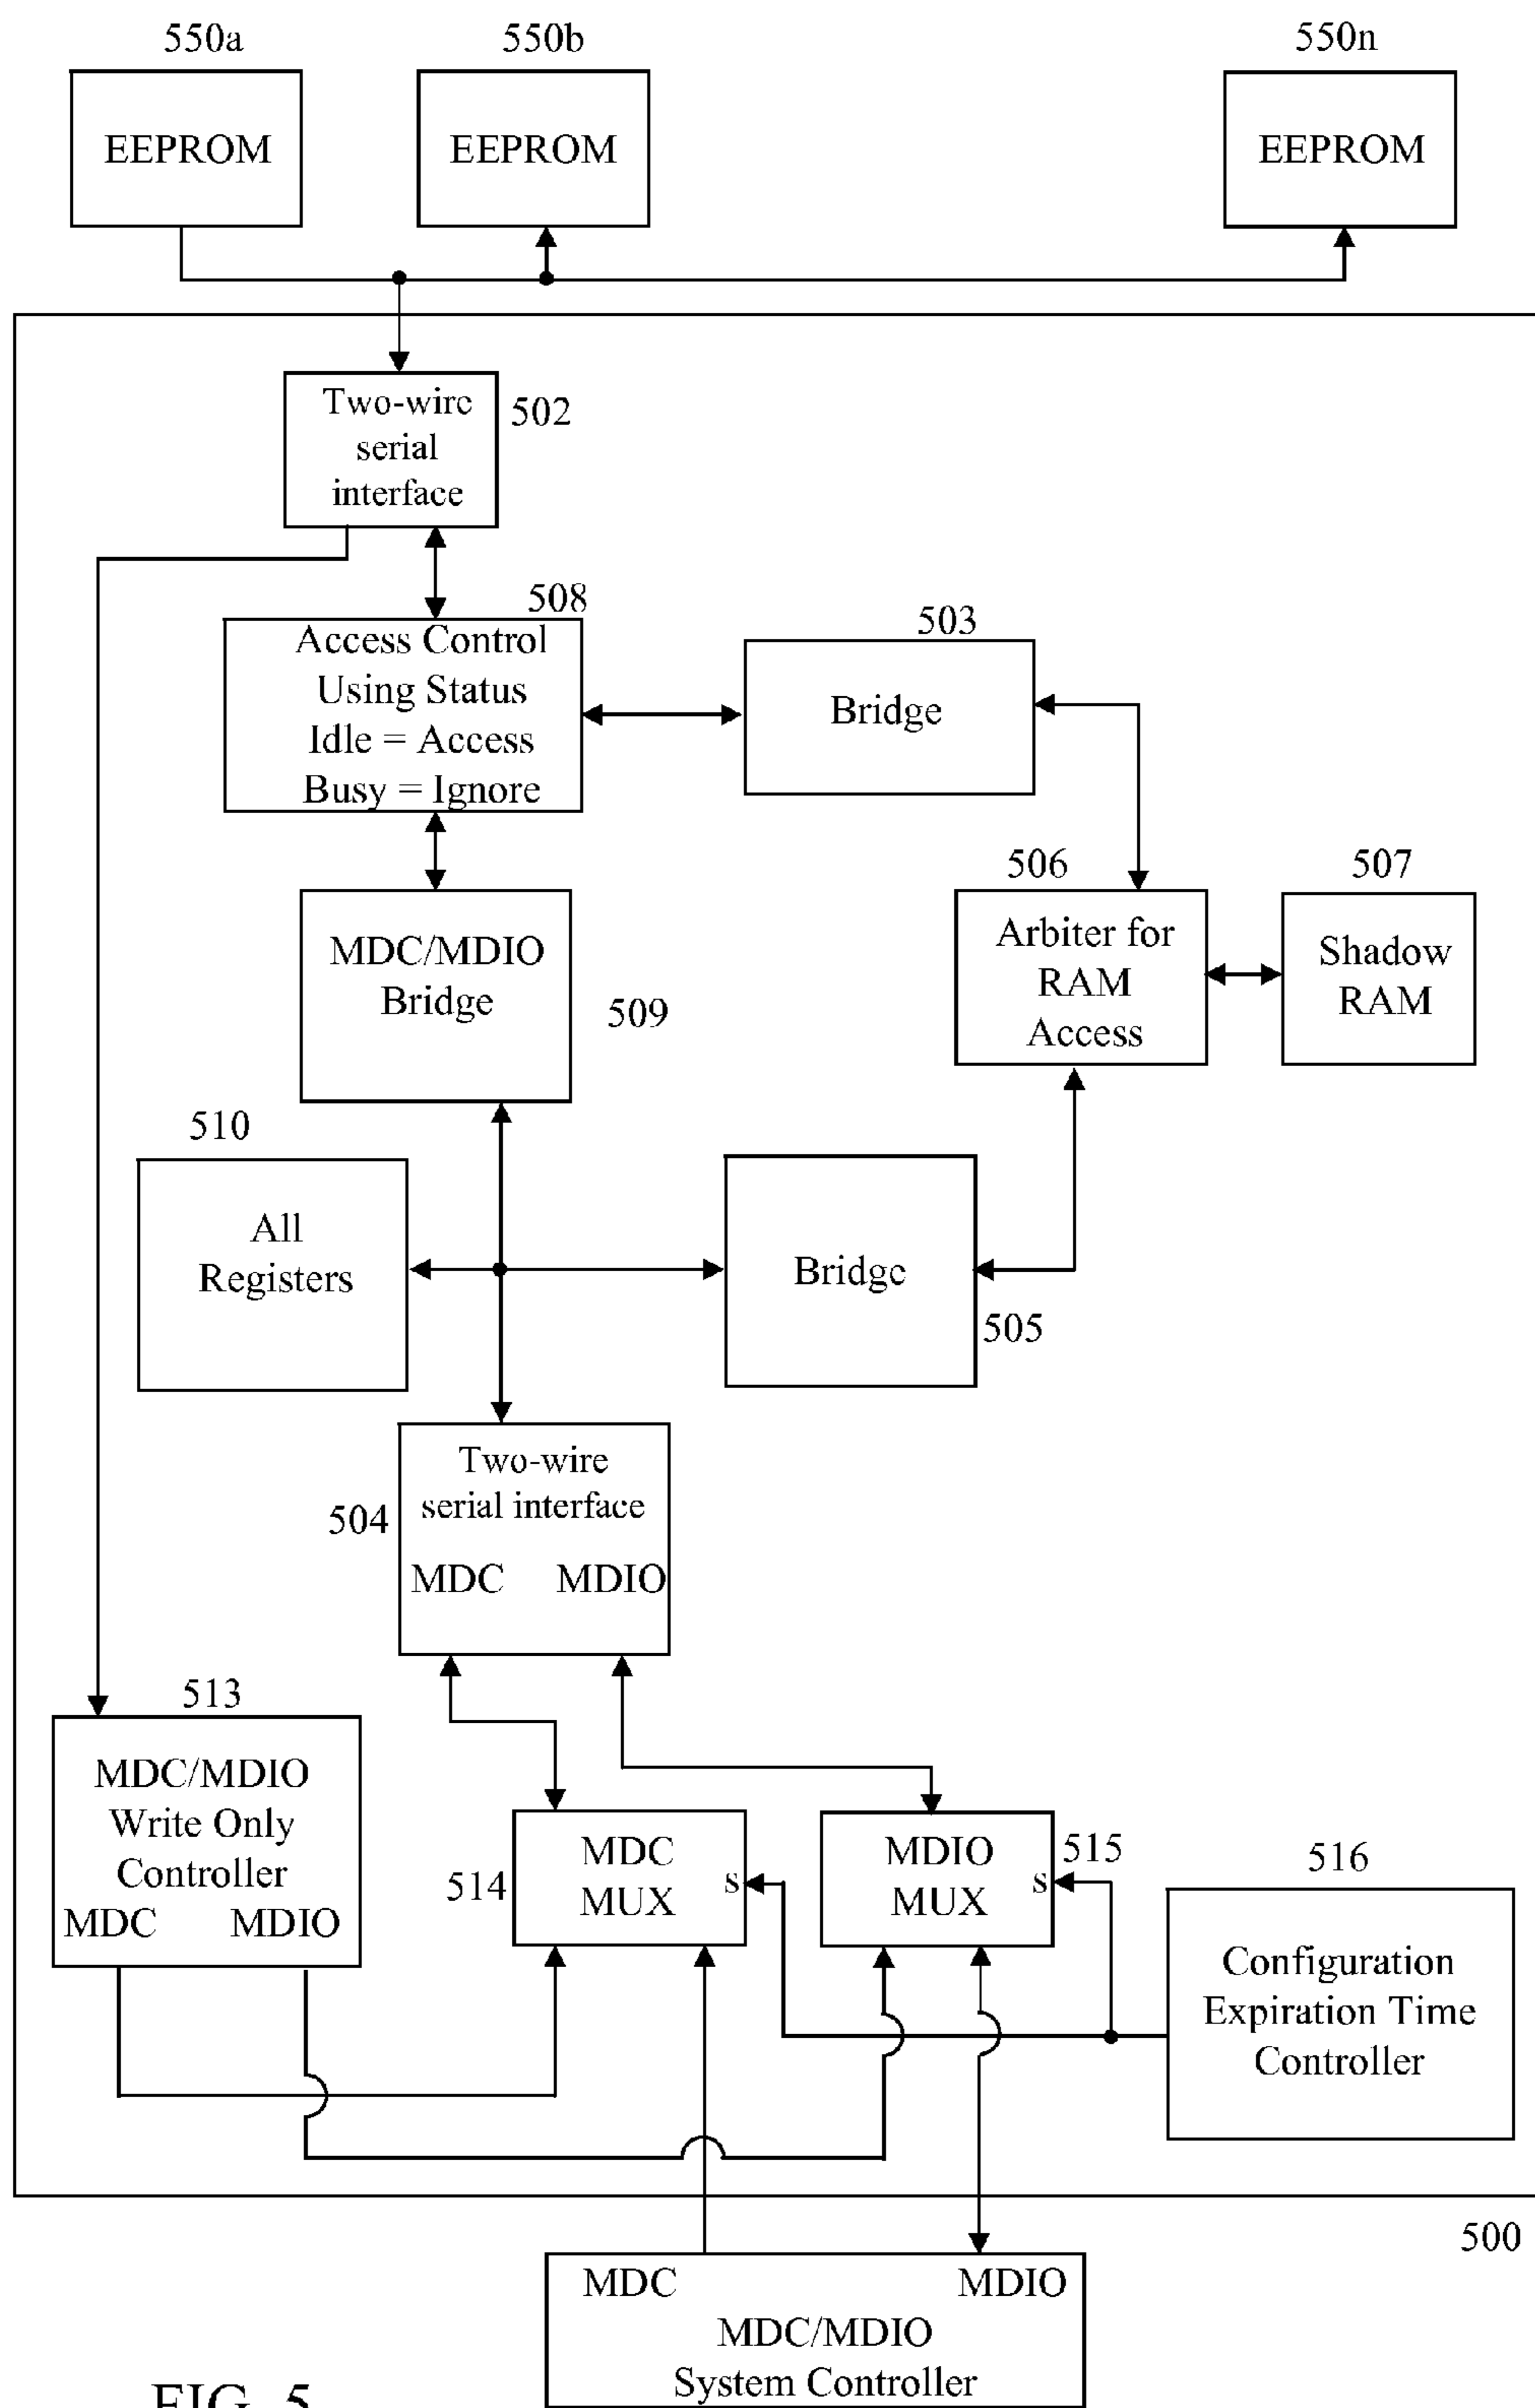 550a
550b
550n
EEPROM
EEPROM
EEPROM
Two-wire
serial
interface
502
508
Access Control
Using Status
Idle = Access
Busy = Ignore
503
Bridge
506
Arbiter for
RAM
Access
507
Shadow
RAM
MDC/MDIO
Bridge
509
510
All
Registers
Bridge
505
504
Two-wire
serial interface
MDC MDIO
513
MDC/MDIO
Write Only
Controller
MDC MDIO
514
MDC
MUX
s
MDIO
MUX
s
515
516
Configuration
Expiration Time
Controller
500
MDC MDIO
MDC/MDIO
System Controller
FIG. 5